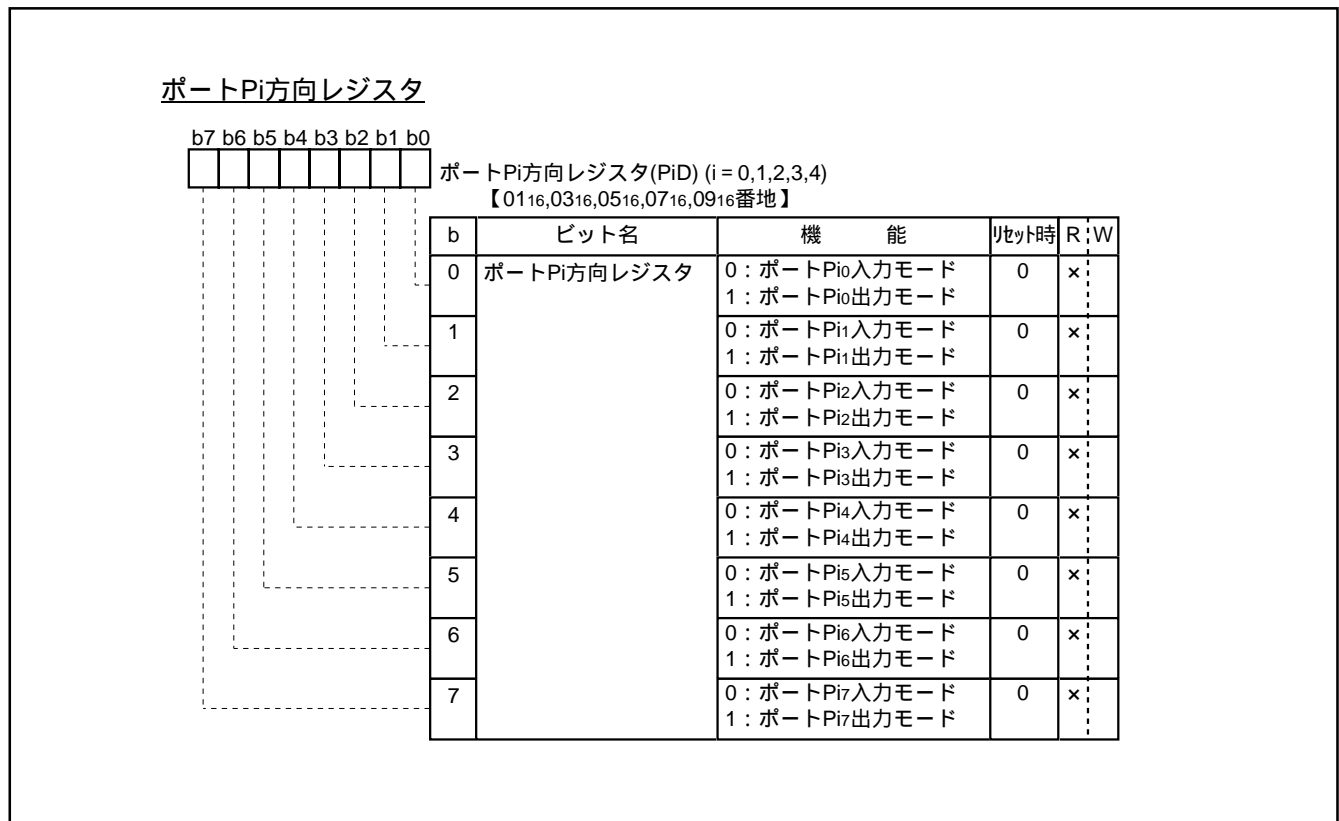 ポートPi方向レジスタ
b7 b6 b5 b4 b3 b2 b1 b0
ポートPi方向レジスタ(PiD) (i = 0,1,2,3,4)
【0116,0316,0516,0716,0916番地】
b ビット名 機 能 リセット時 R W
0 ポートPi方向レジスタ 0：ポートPi0入力モード 0 ×
1：ポートPi0出力モード
1 0：ポートPi1入力モード 0 ×
1：ポートPi1出力モード
2 0：ポートPi2入力モード 0 ×
1：ポートPi2出力モード
3 0：ポートPi3入力モード 0 ×
1：ポートPi3出力モード
4 0：ポートPi4入力モード 0 ×
1：ポートPi4出力モード
5 0：ポートPi5入力モード 0 ×
1：ポートPi5出力モード
6 0：ポートPi6入力モード 0 ×
1：ポートPi6出力モード
7 0：ポートPi7入力モード 0 ×
1：ポートPi7出力モード